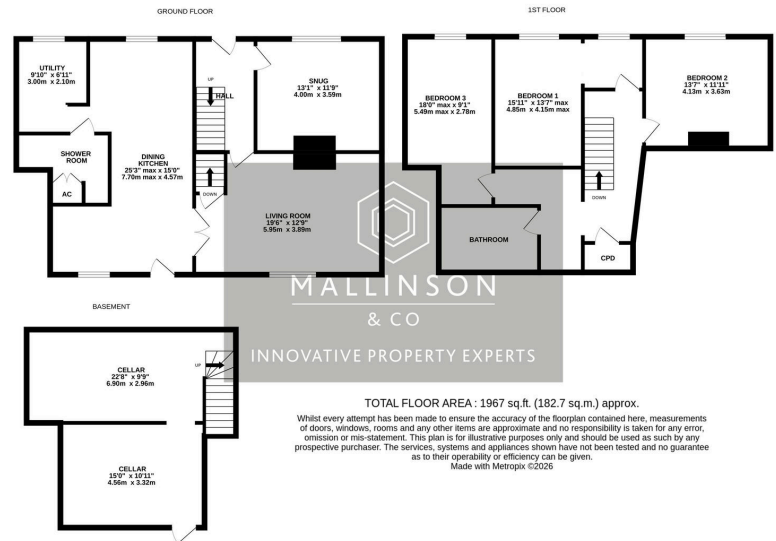 GROUND FLOOR
1ST FLOOR
UTILITY
9'10" x 6'11"
3.00m x 2.10m
SHOWER
ROOM
AC
DINING
KITCHEN
25'3" max x 15'0"
7.70m max x 4.57m
UP
HALL
SNUG
13'1" x 11'9"
4.00m x 3.59m
DOWN
LIVING ROOM
19'6" x 12'9"
5.95m x 3.89m
BEDROOM 3
18'0" max x 9'1"
5.49m max x 2.78m
BEDROOM 1
15'11" x 13'7" max
4.85m x 4.15m max
BEDROOM 2
13'7" x 11'11"
4.13m x 3.63m
DOWN
BATHROOM
CPD
MALLINSON
& CO
INNOVATIVE PROPERTY EXPERTS
BASEMENT
CELLAR
22'8" x 9'9"
6.90m x 2.96m
UP
CELLAR
15'0" x 10'11"
4.56m x 3.32m
TOTAL FLOOR AREA : 1967 sq.ft. (182.7 sq.m.) approx.
Whilst every attempt has been made to ensure the accuracy of the floorplan contained here, measurements
of doors, windows, rooms and any other items are approximate and no responsibility is taken for any error,
omission or mis-statement. This plan is for illustrative purposes only and should be used as such by any
prospective purchaser. The services, systems and appliances shown have not been tested and no guarantee
as to their operability or efficiency can be given.
Made with Metropix ©2026